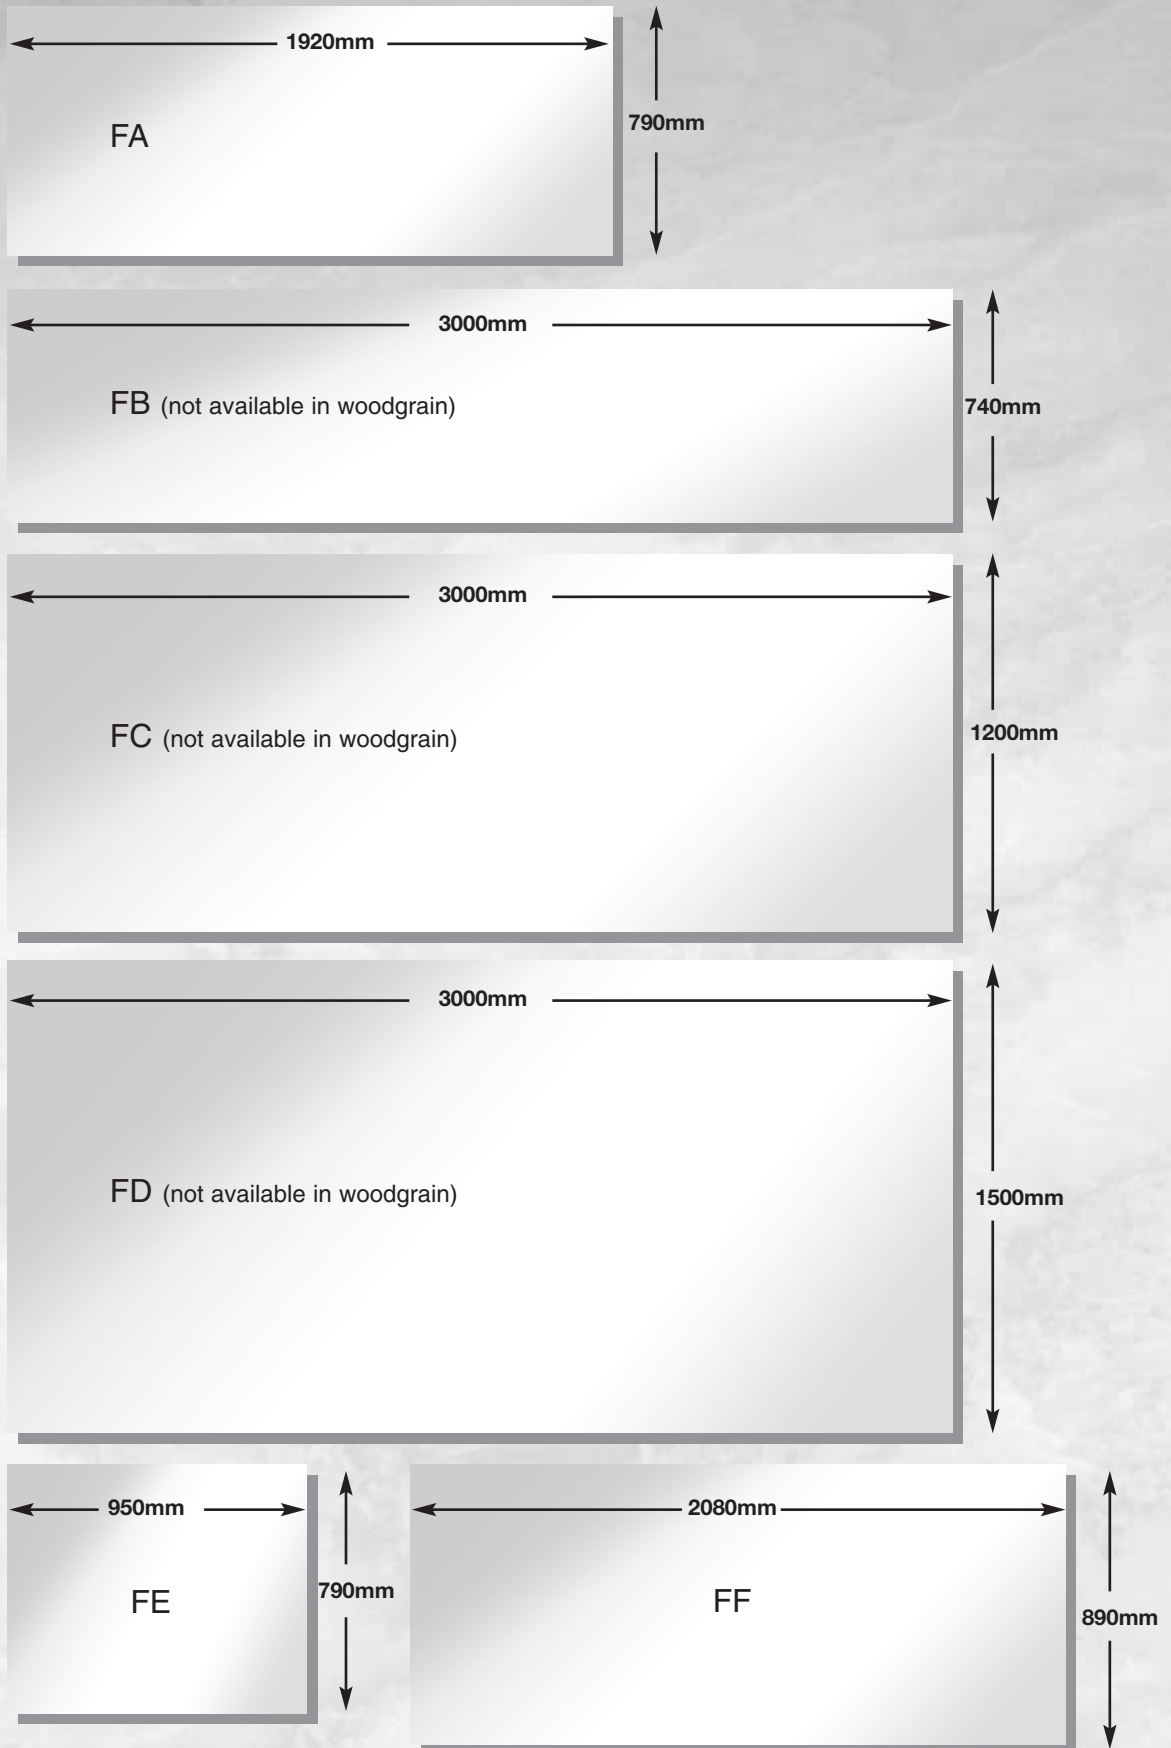 1920mm
790mm
FA
3000mm
FB (not available in woodgrain)
740mm
3000mm
FC (not available in woodgrain)
1200mm
3000mm
FD (not available in woodgrain)
1500mm
950mm
790mm
FE
2080mm
FF
890mm